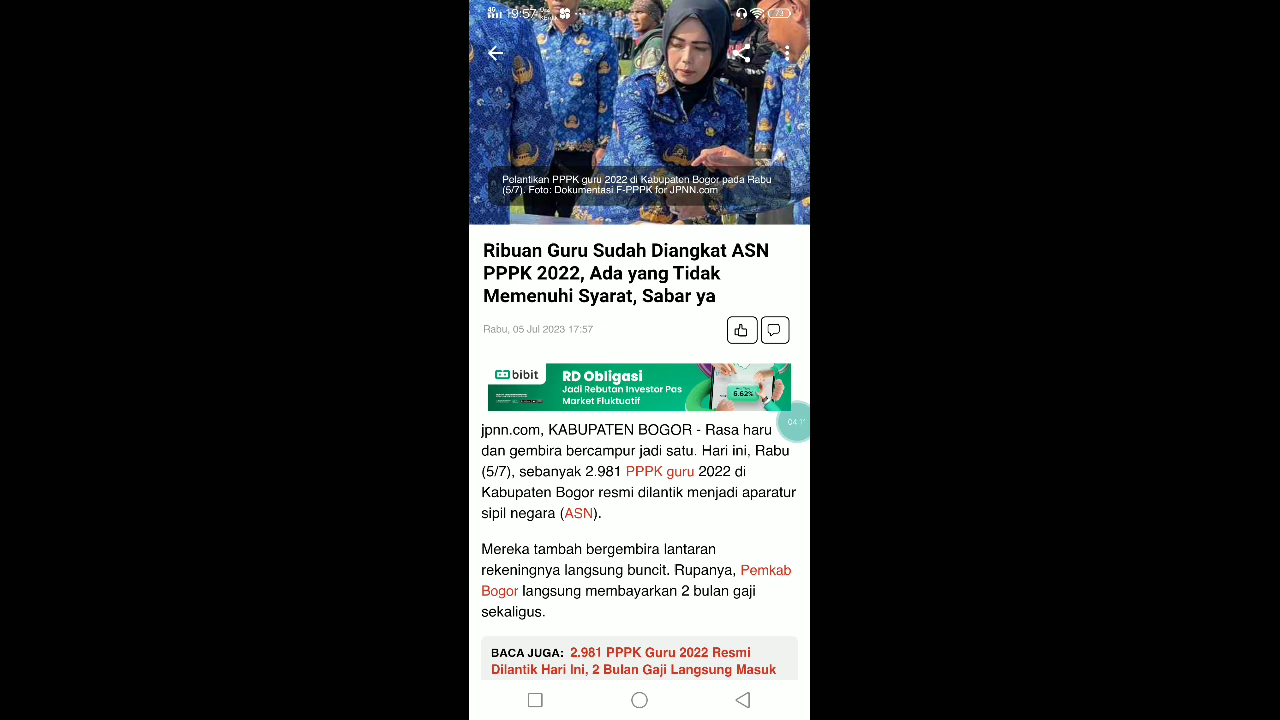 4G
9:57
73
Pelantikan PPPK guru 2022 di Kabupaten Bogor pada Rabu
(5/7). Foto: Dokumentasi F-PPPK for JPNN.com
Ribuan Guru Sudah Diangkat ASN
PPPK 2022, Ada yang Tidak
Memenuhi Syarat, Sabar ya
Rabu, 05 Jul 2023 17:57
bibit
RD Obligasi
Jadi Rebutan Investor Pas
Market Fluktuatif
6.62%
jpnn.com, KABUPATEN BOGOR - Rasa haru
dan gembira bercampur jadi satu. Hari ini, Rabu
(5/7), sebanyak 2.981 PPPK guru 2022 di
Kabupaten Bogor resmi dilantik menjadi aparatur
sipil negara (ASN).
Mereka tambah bergembira lantaran
rekeningnya langsung buncit. Rupanya, Pemkab
Bogor langsung membayarkan 2 bulan gaji
sekaligus.
BACA JUGA: 2.981 PPPK Guru 2022 Resmi
Dilantik Hari Ini, 2 Bulan Gaji Langsung Masuk